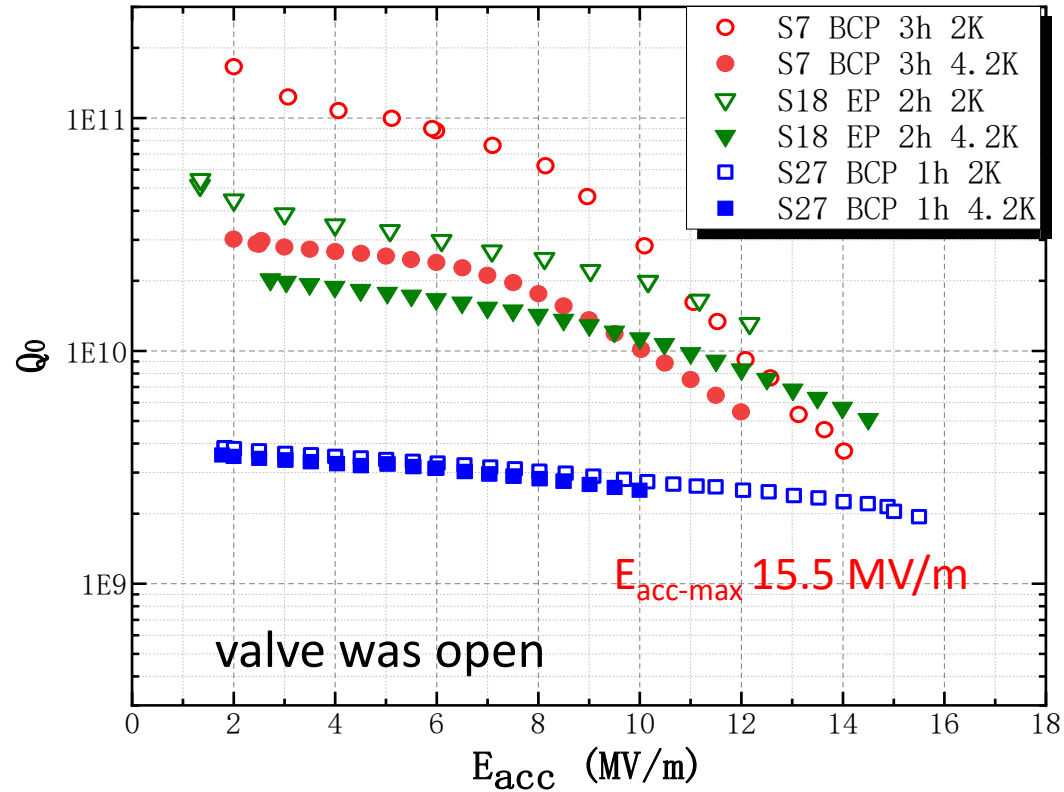 S7 BCP 3h 2K
S7 BCP 3h 4.2K
S18 EP 2h 2K
S18 EP 2h 4.2K
S27 BCP 1h 2K
S27 BCP 1h 4.2K
1E11
1E10
1E9
Q0
Eacc-max 15.5 MV/m
valve was open
0 2 4 6 8 10 12 14 16 18
Eacc (MV/m)